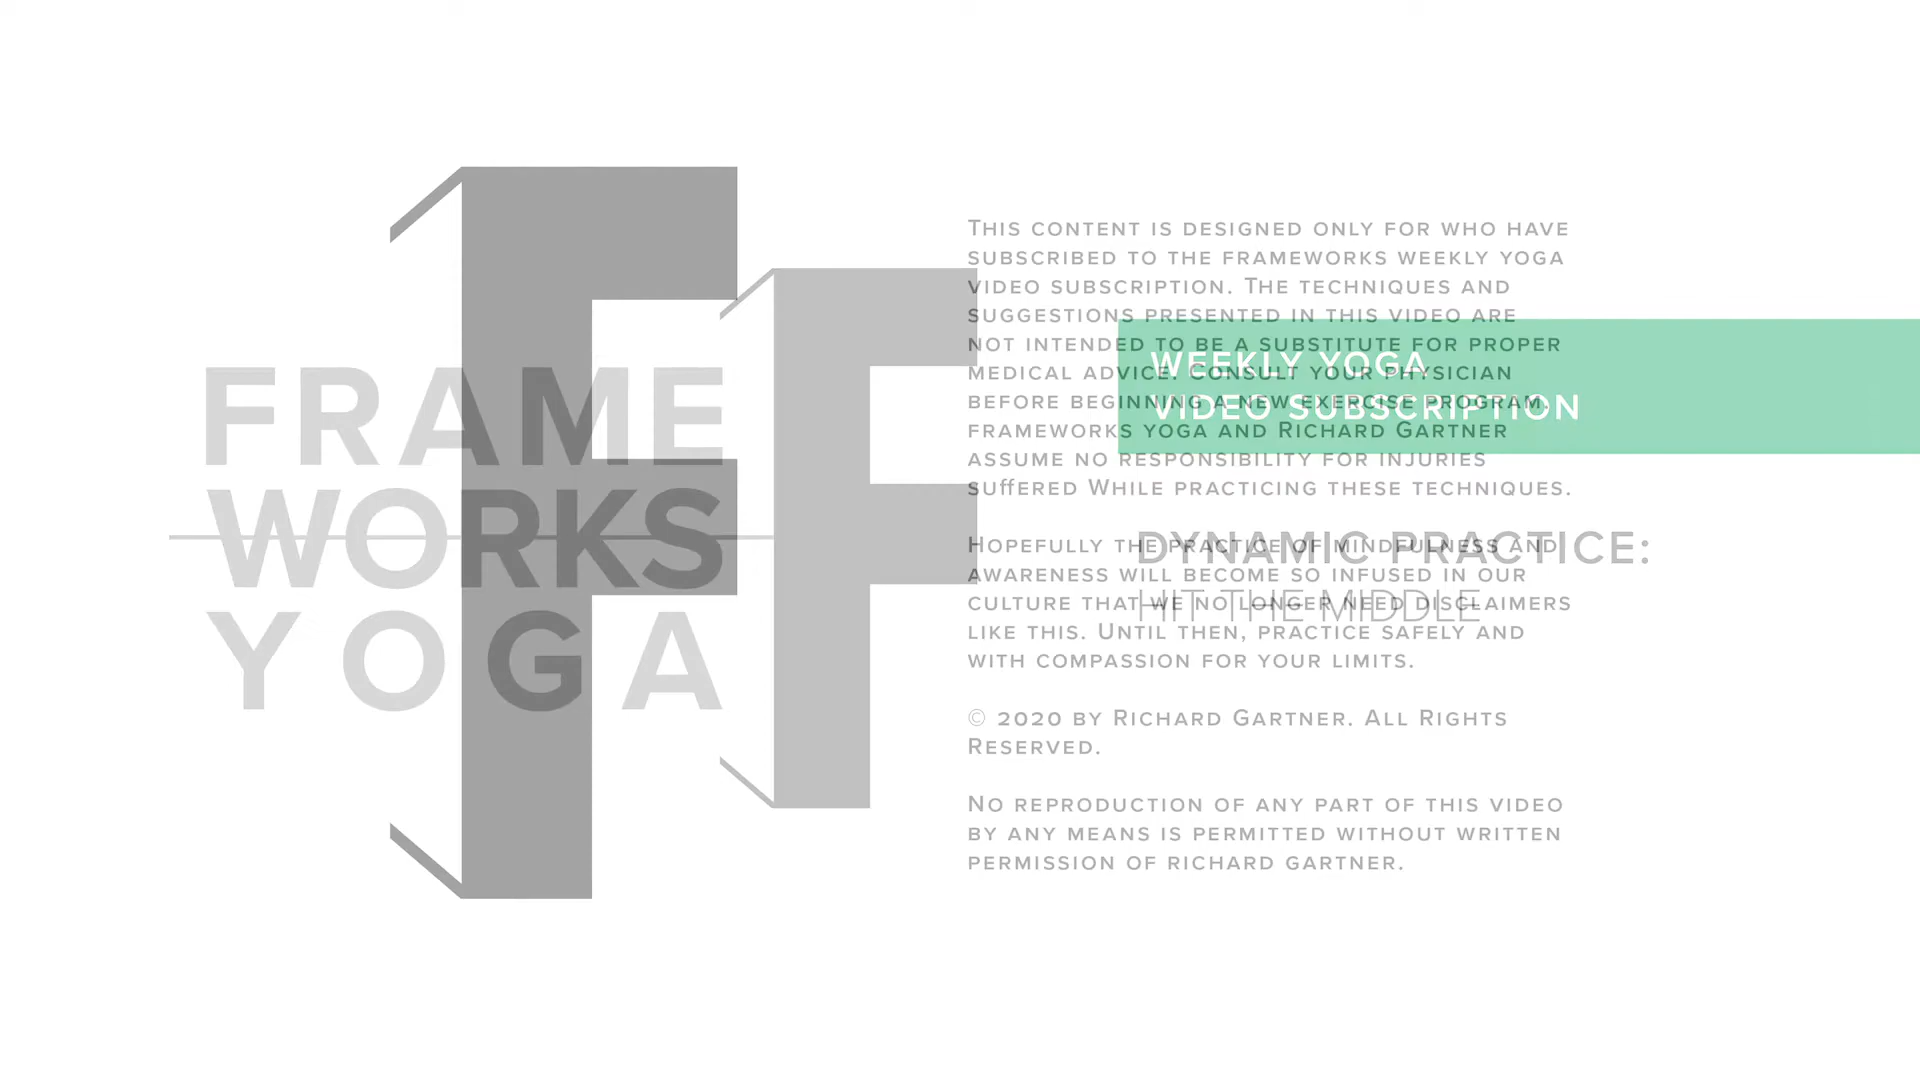 FRAME
WORKS
YOGA
This content is designed only for who have
subscribed to the frameworks weekly yoga
video subscription. The techniques and
suggestions presented in this video are
not intended to be a substitute for proper
medical advice. Consult your physician
before beginning a new exercise program.
frameworks yoga and Richard Gartner
assume no responsibility for injuries
suffered While practicing these techniques.
Hopefully the practice of mindfulness and
awareness will become so infused in our
culture that we no longer need disclaimers
like this. Until then, practice safely and
with compassion for your limits.
© 2020 by Richard Gartner. All Rights
Reserved.
No reproduction of any part of this video
by any means is permitted without written
permission of richard gartner.
WEEKLY YOGA
VIDEO SUBSCRIPTION
DYNAMIC PRACTICE:
HIT THE MIDDLE